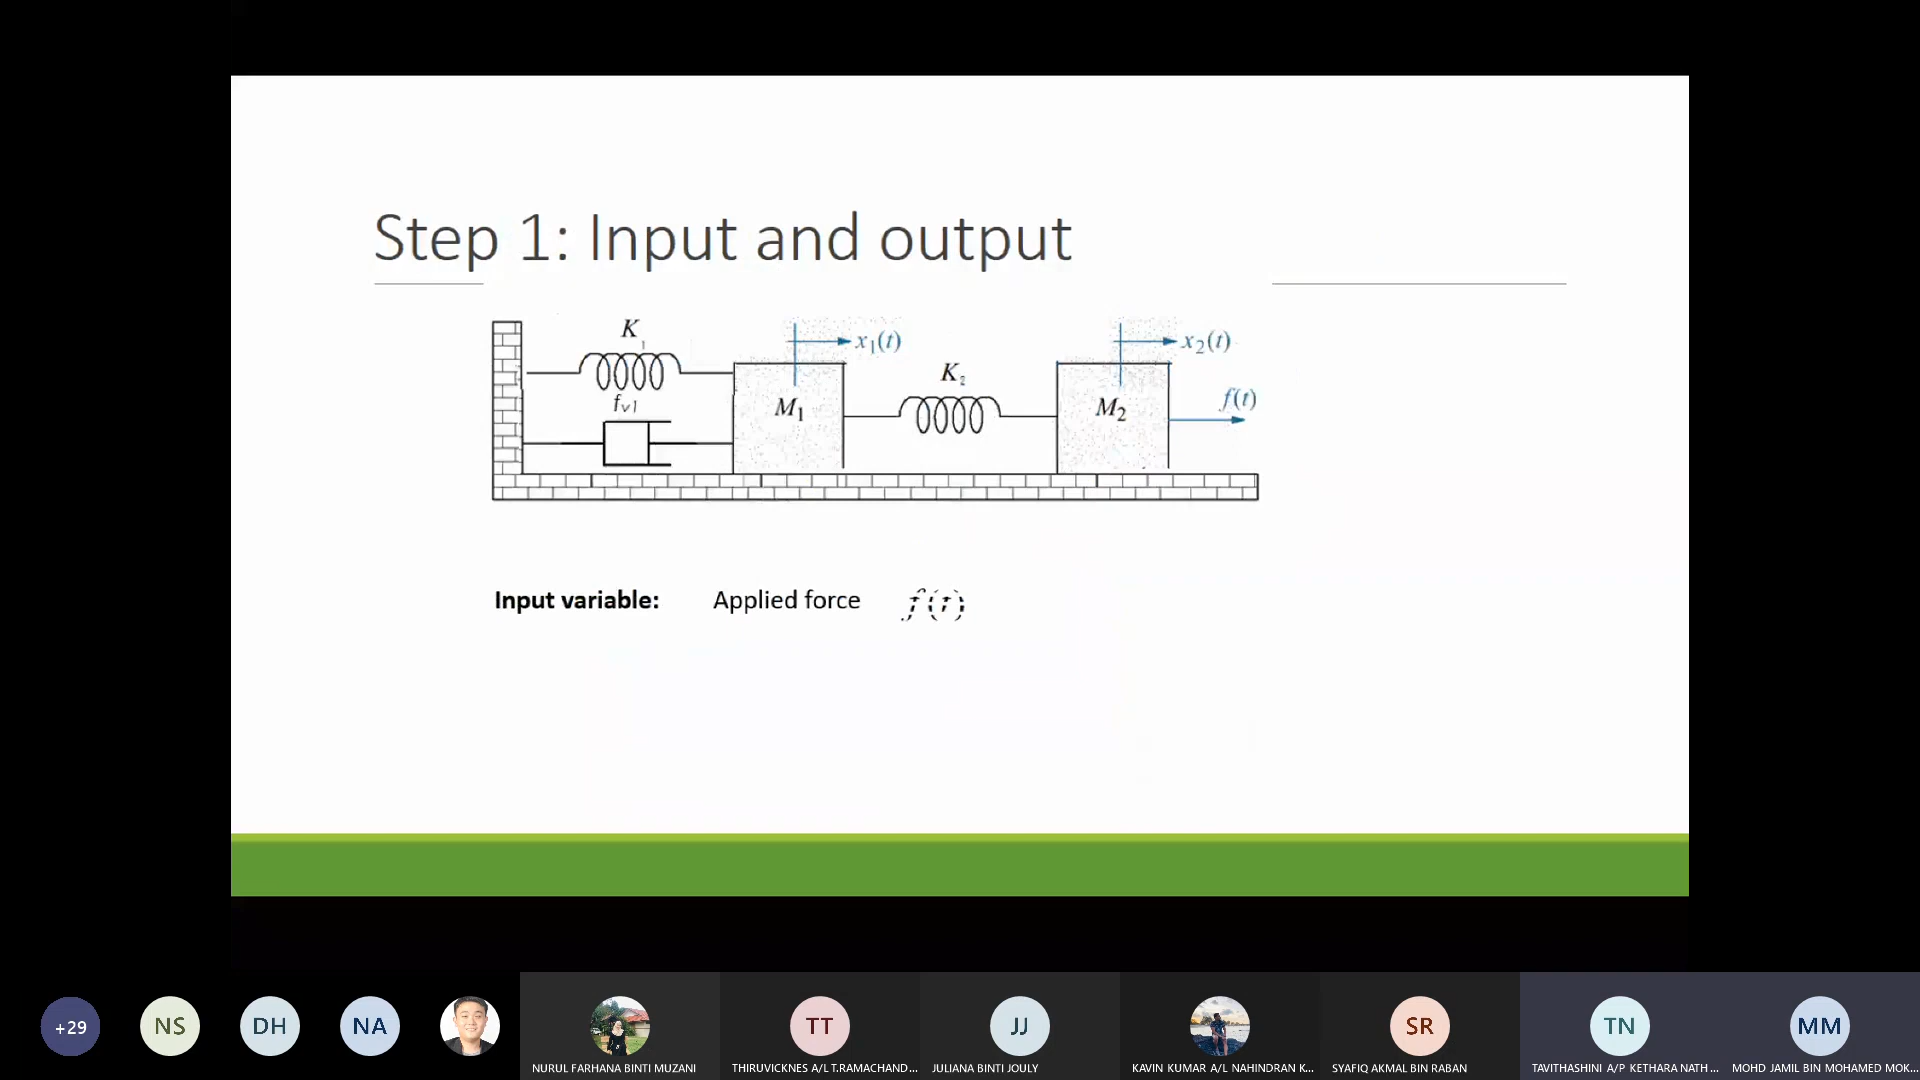 Step 1: Input and output
K1
x1(t)
x2(t)
K2
f(t)
fv1
M1
M2
Input variable: Applied force f(t)
+29
NS
DH
NA
TT
JJ
SR
TN
MM
NURUL FARHANA BINTI MUZANI
THIRUVICKNES A/L T.RAMACHAND...
JULIANA BINTI JOULY
KAVIN KUMAR A/L NAHINDRAN K...
SYAFIQ AKMAL BIN RABAN
TAVITHASHINI A/P KETHARA NATH ...
MOHD JAMIL BIN MOHAMED MOK...